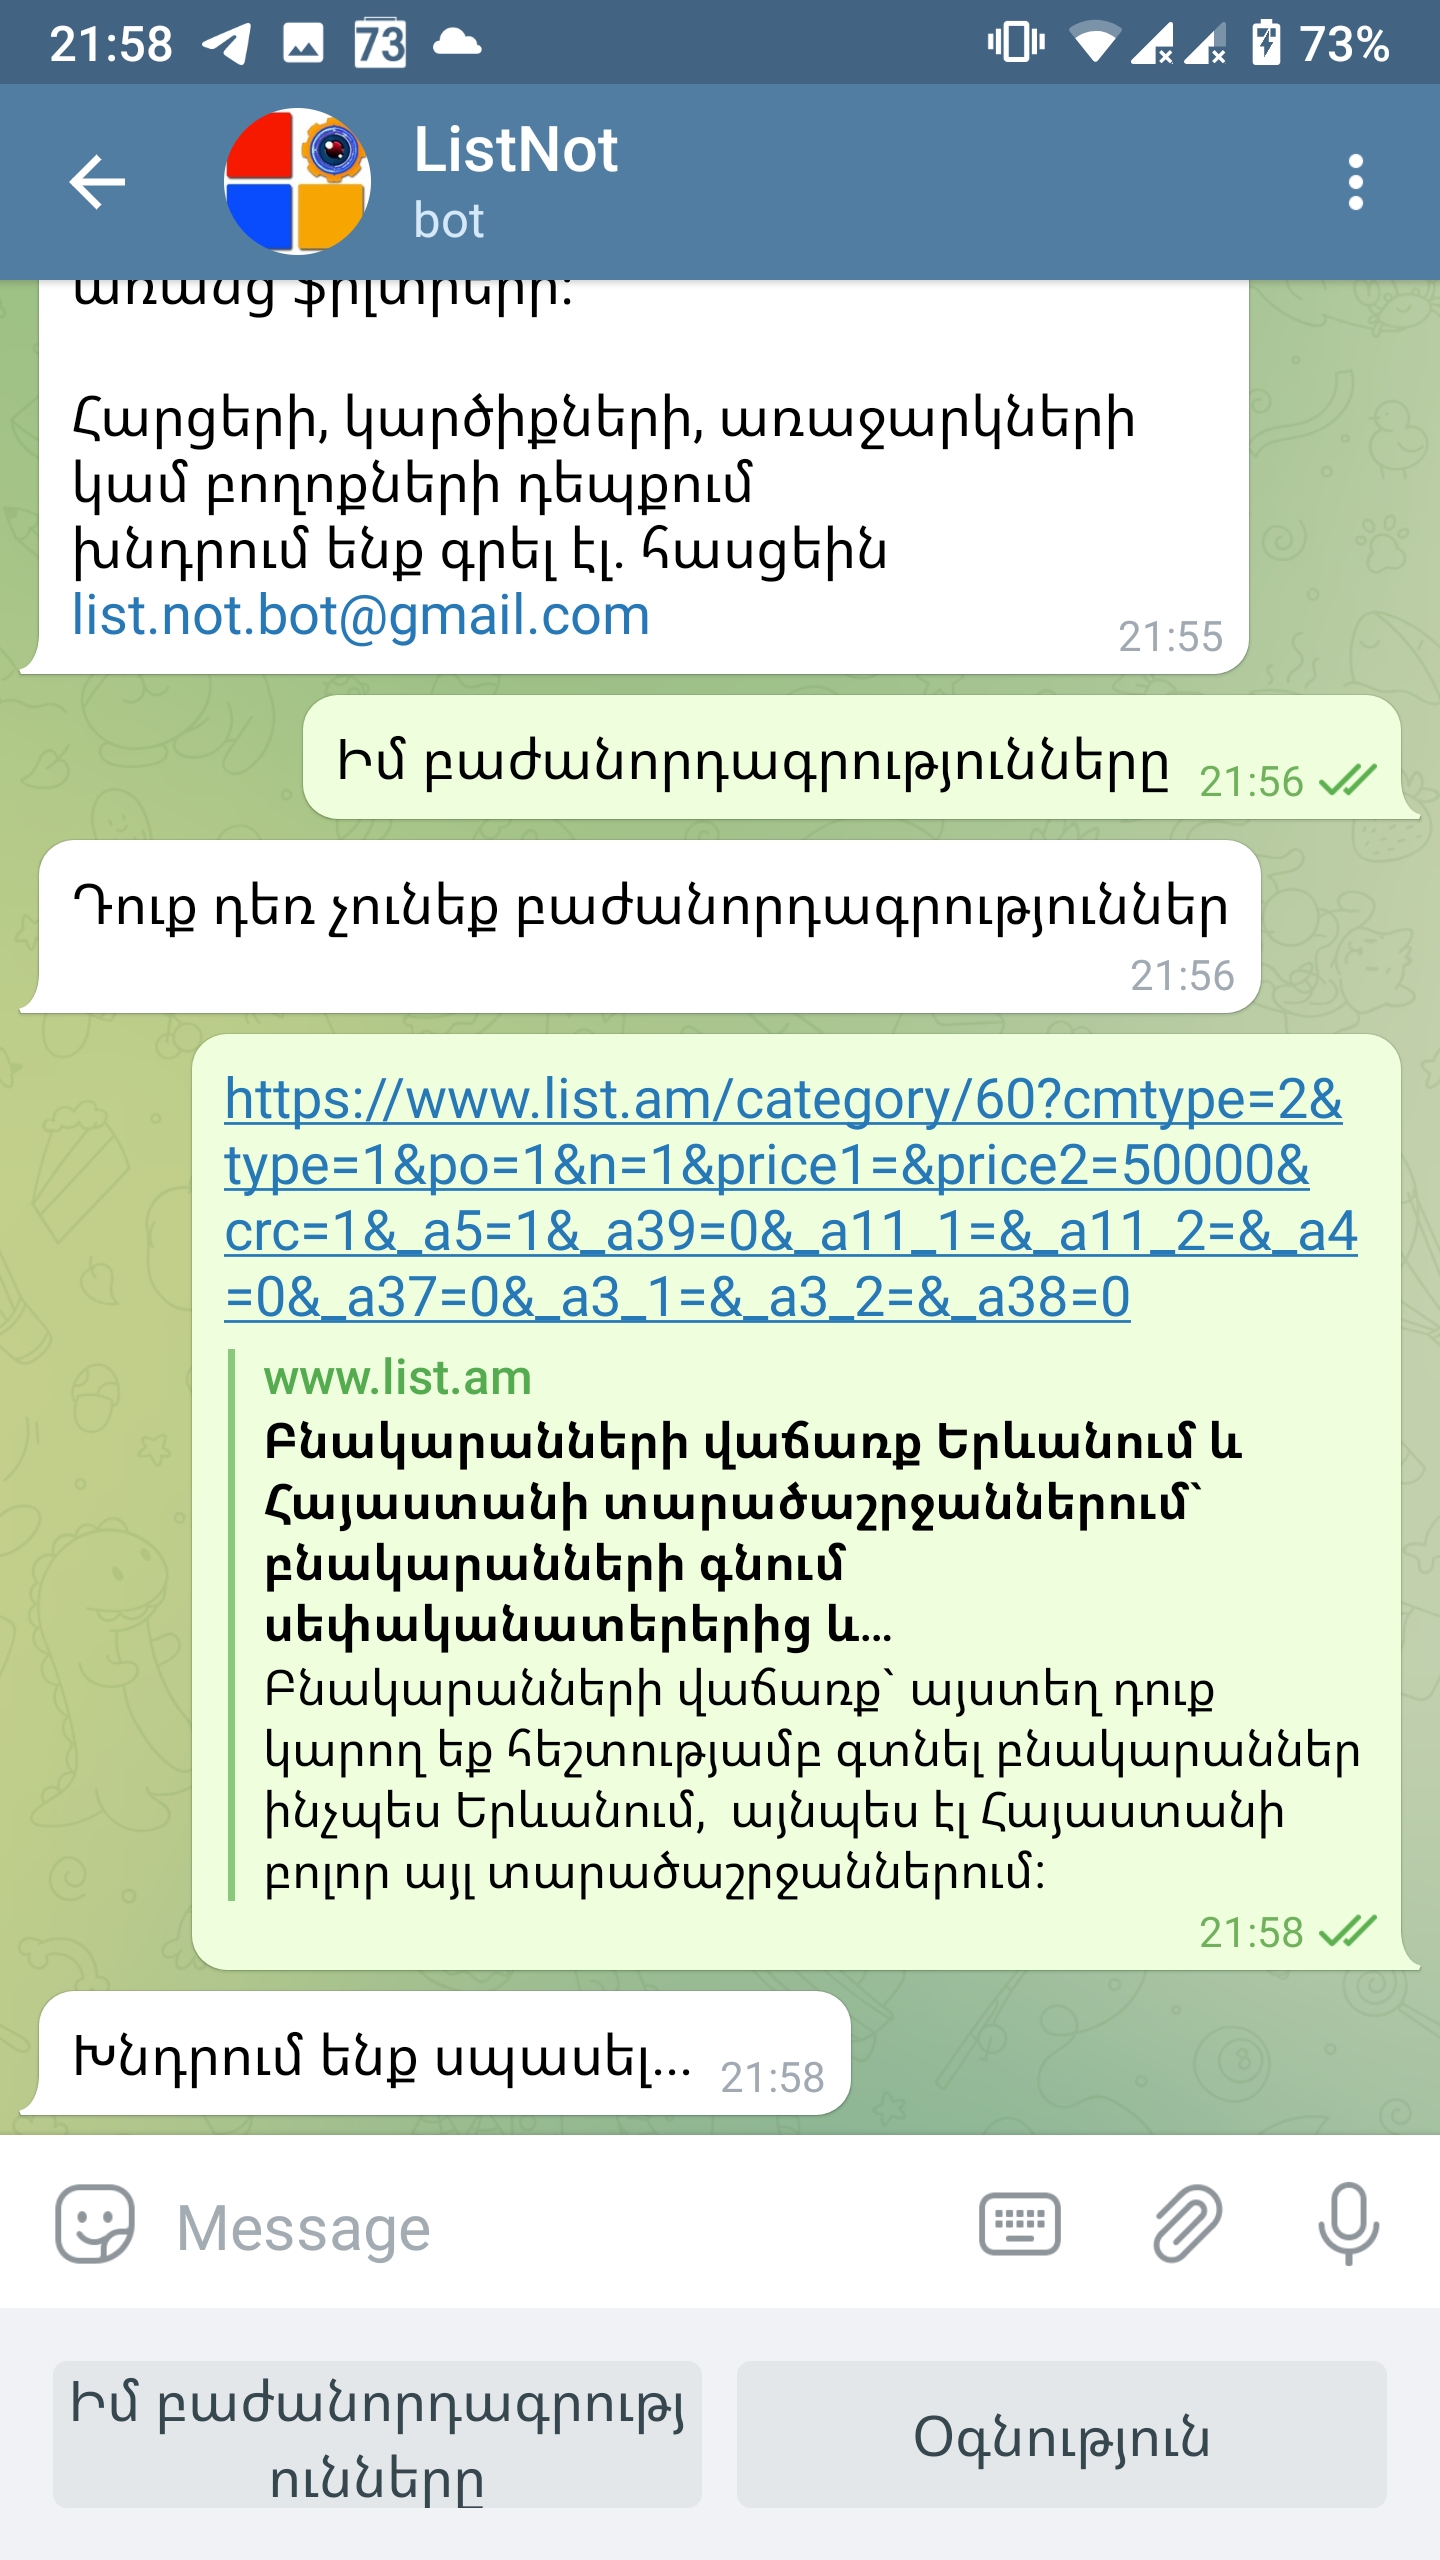 21:58
73
73%
ListNot
bot
առանց ֆիլտրերի:
Հարցերի, կարծիքների, առաջարկների
կամ բողոքների դեպքում
խնդրում ենք գրել էլ. հասցեին
list.not.bot@gmail.com
21:55
Իմ բաժանորդագրությունները
21:56
Դուք դեռ չունեք բաժանորդագրություններ
21:56
https://www.list.am/category/60?cmtype=2&
type=1&po=1&n=1&price1=&price2=50000&
crc=1&_a5=1&_a39=0&_a11_1=&_a11_2=&_a4
=0&_a37=0&_a3_1=&_a3_2=&_a38=0
www.list.am
Բնակարանների վաճառք Երևանում և
Հայաստանի տարածաշրջաններում՝
բնակարանների գնում
սեփականատերերից և...
Բնակարանների վաճառք՝ այստեղ դուք
կարող եք հեշտությամբ գտնել բնակարաններ
ինչպես Երևանում,  այնպես էլ Հայաստանի
բոլոր այլ տարածաշրջաններում:
21:58
Խնդրում ենք սպասել...
21:58
Message
Իմ բաժանորդագրությ
ունները
Օգնություն